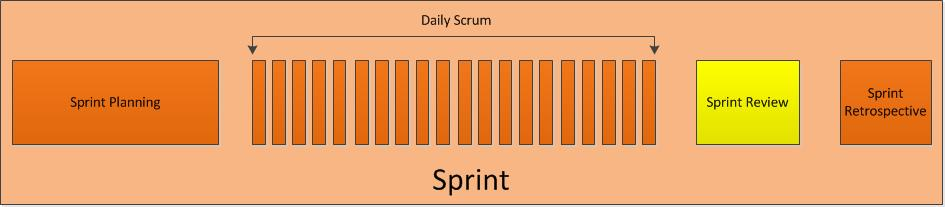 Daily Scrum
Sprint Planning
Sprint Review
Sprint
Retrospective
Sprint